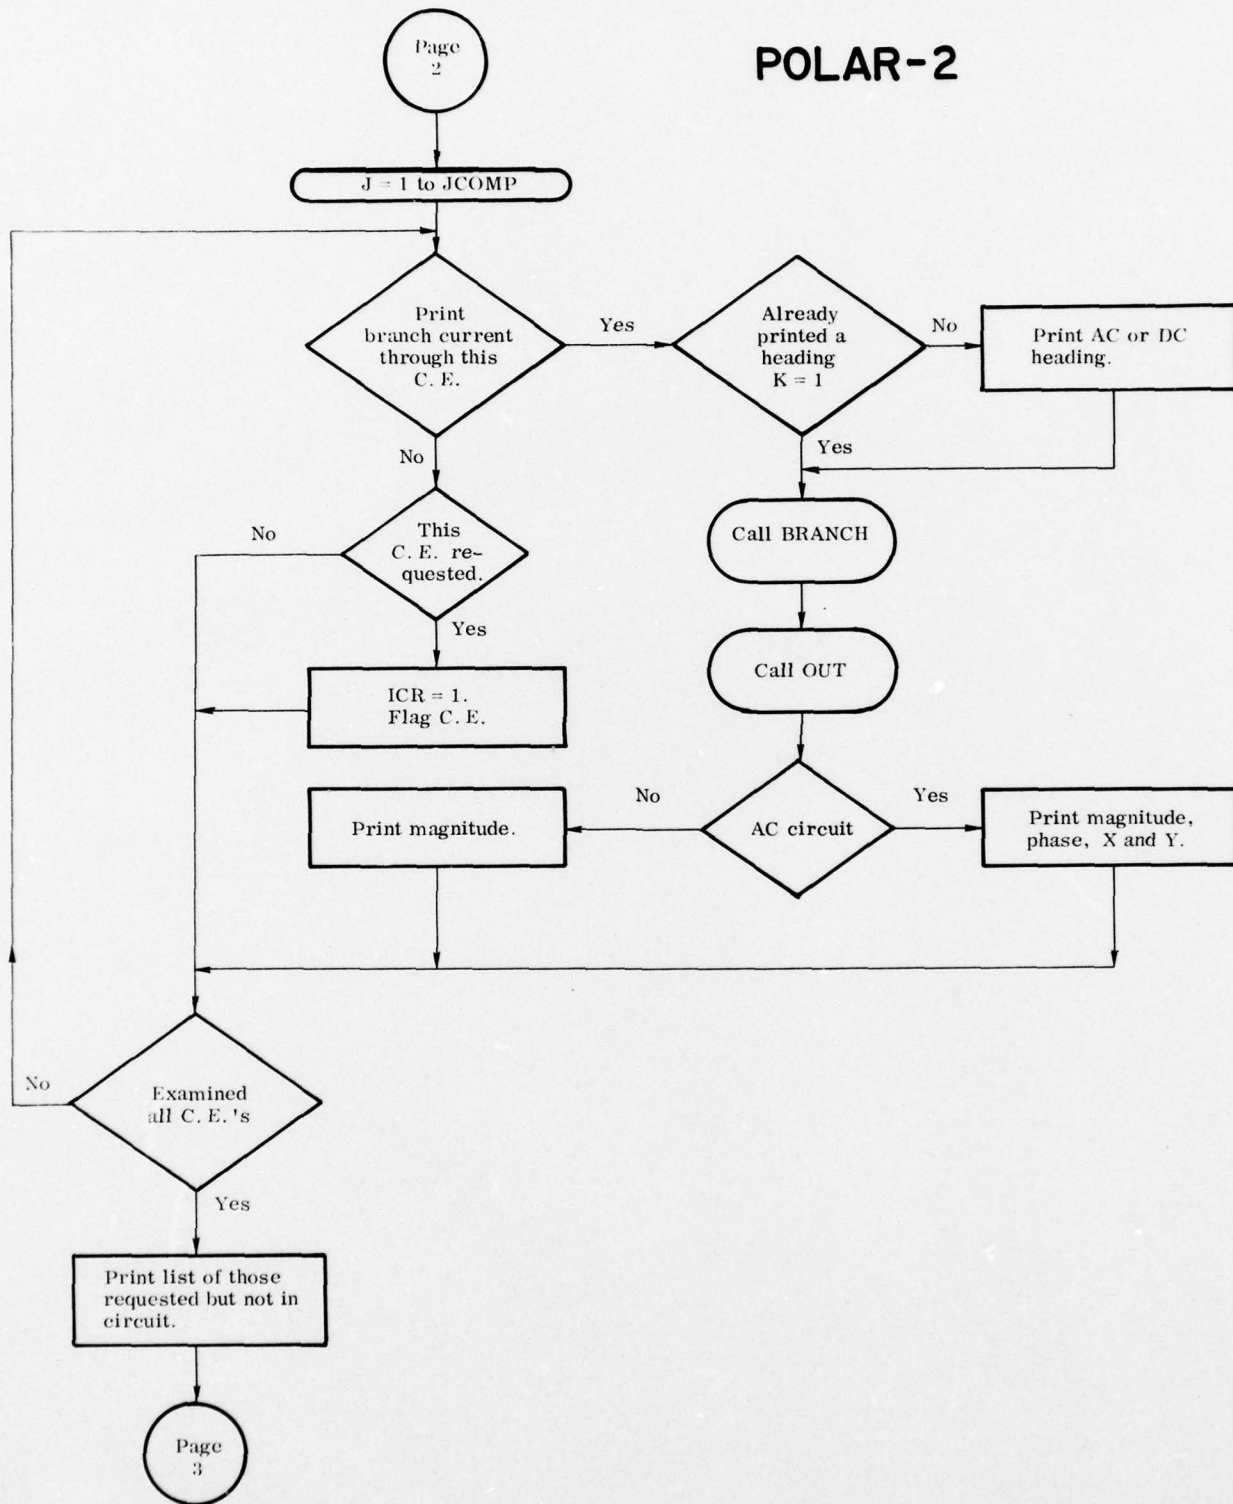 Page
2
POLAR-2
J = 1 to JCOMP
Print
branch current
through this
C. E.
Yes
Already
printed a
heading
K = 1
No
Print AC or DC
heading.
No
Yes
No
This
C. E. re-
quested.
Call BRANCH
Yes
Call OUT
ICR = 1.
Flag C. E.
No
Yes
Print magnitude.
AC circuit
Print magnitude,
phase, X and Y.
No
Examined
all C. E.'s
Yes
Print list of those
requested but not in
circuit.
Page
3